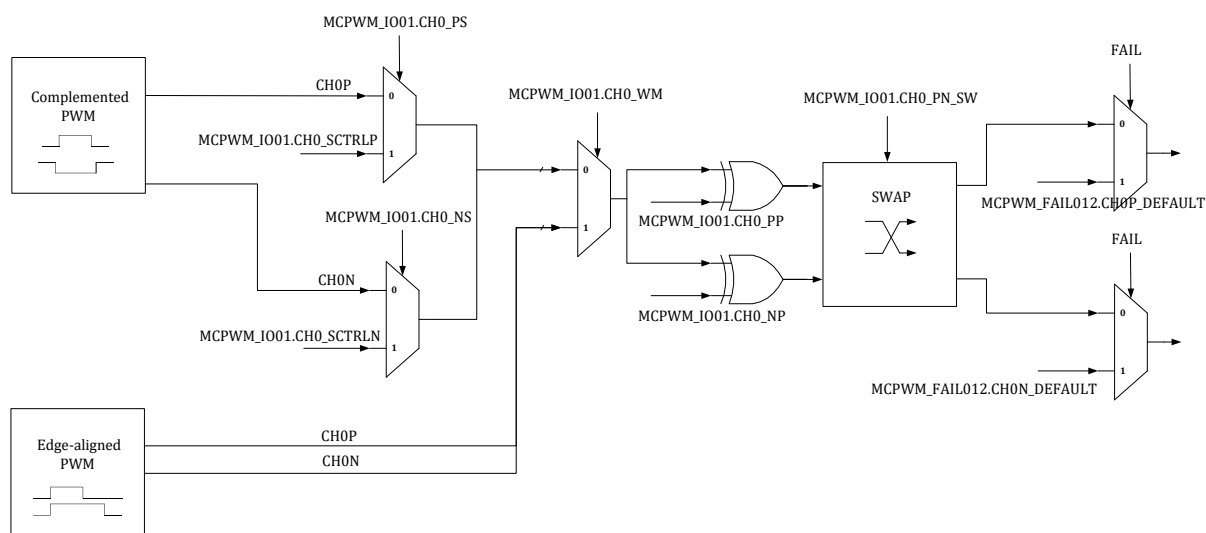 MCPWM_IO01.CH0_PS
FAIL
CH0P
MCPWM_IO01.CH0_WM
MCPWM_IO01.CH0_PN_SW
Complemented
PWM
0
0
MCPWM_IO01.CH0_SCTRLP
1
0
SWAP
1
MCPWM_FAIL012.CH0P_DEFAULT
MCPWM_IO01.CH0_NS
MCPWM_IO01.CH0_PP
1
FAIL
CH0N
0
MCPWM_IO01.CH0_NP
0
MCPWM_IO01.CH0_SCTRLN
1
1
MCPWM_FAIL012.CH0N_DEFAULT
Edge-aligned
PWM
CH0P
CH0N